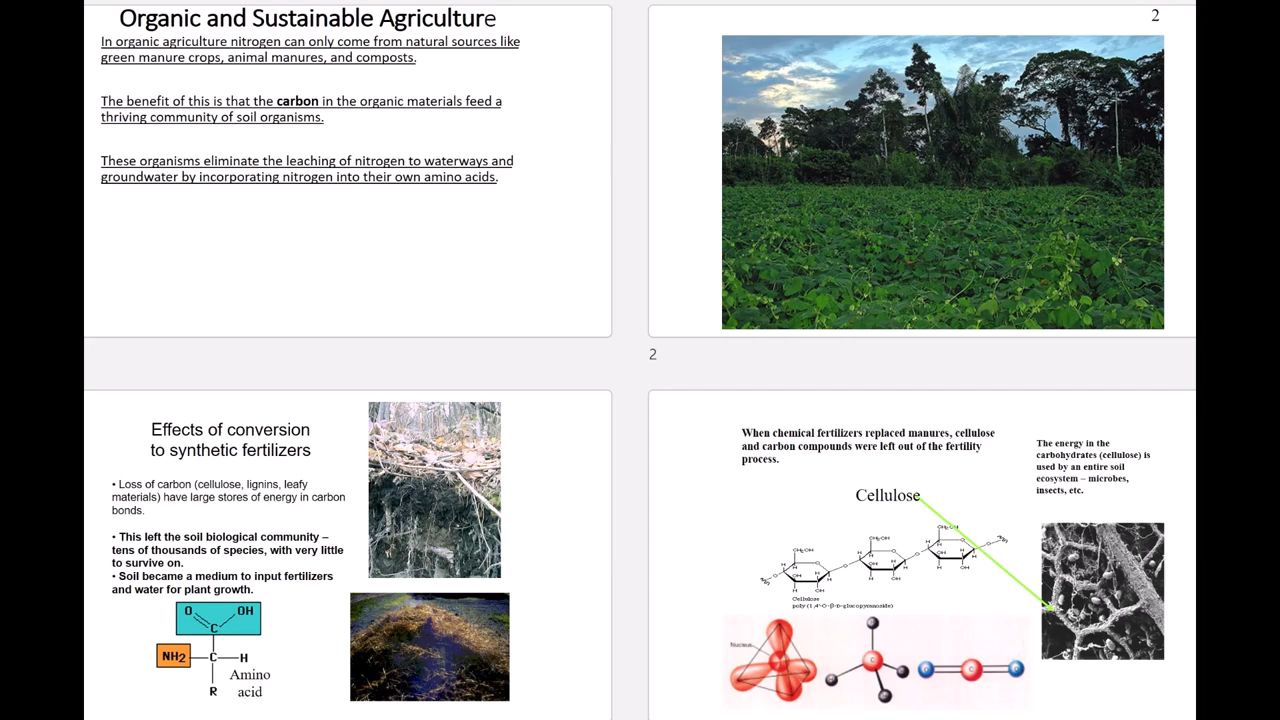 Organic and Sustainable Agriculture
In organic agriculture nitrogen can only come from natural sources like
green manure crops, animal manures, and composts.
The benefit of this is that the carbon in the organic materials feed a
thriving community of soil organisms.
These organisms eliminate the leaching of nitrogen to waterways and
groundwater by incorporating nitrogen into their own amino acids.
2
2
Effects of conversion
to synthetic fertilizers
• Loss of carbon (cellulose, lignins, leafy
materials) have large stores of energy in carbon
bonds.
• This left the soil biological community –
tens of thousands of species, with very little
to survive on.
• Soil became a medium to input fertilizers
and water for plant growth.
O OH
C
NH2 C H
R
Amino
acid
When chemical fertilizers replaced manures, cellulose
and carbon compounds were left out of the fertility
process.
The energy in the
carbohydrates (cellulose) is
used by an entire soil
ecosystem – microbes,
insects, etc.
Cellulose
Cellulose
poly (1,4'-O-β-D-glucopyranoside)
Nucleus
C
C